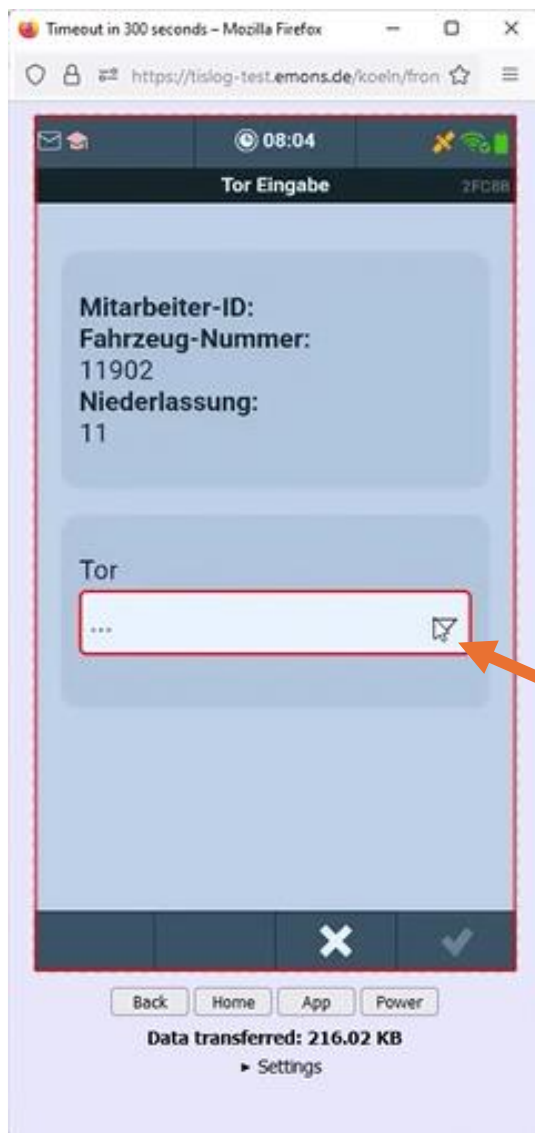 Timeout in 300 seconds – Mozilla Firefox
https://tislog-test.emons.de/koeln/fron
08:04
Tor Eingabe
Mitarbeiter-ID:
Fahrzeug-Nummer:
11902
Niederlassung:
11
Tor
...
Back Home App Power
Data transferred: 216.02 KB
▸ Settings